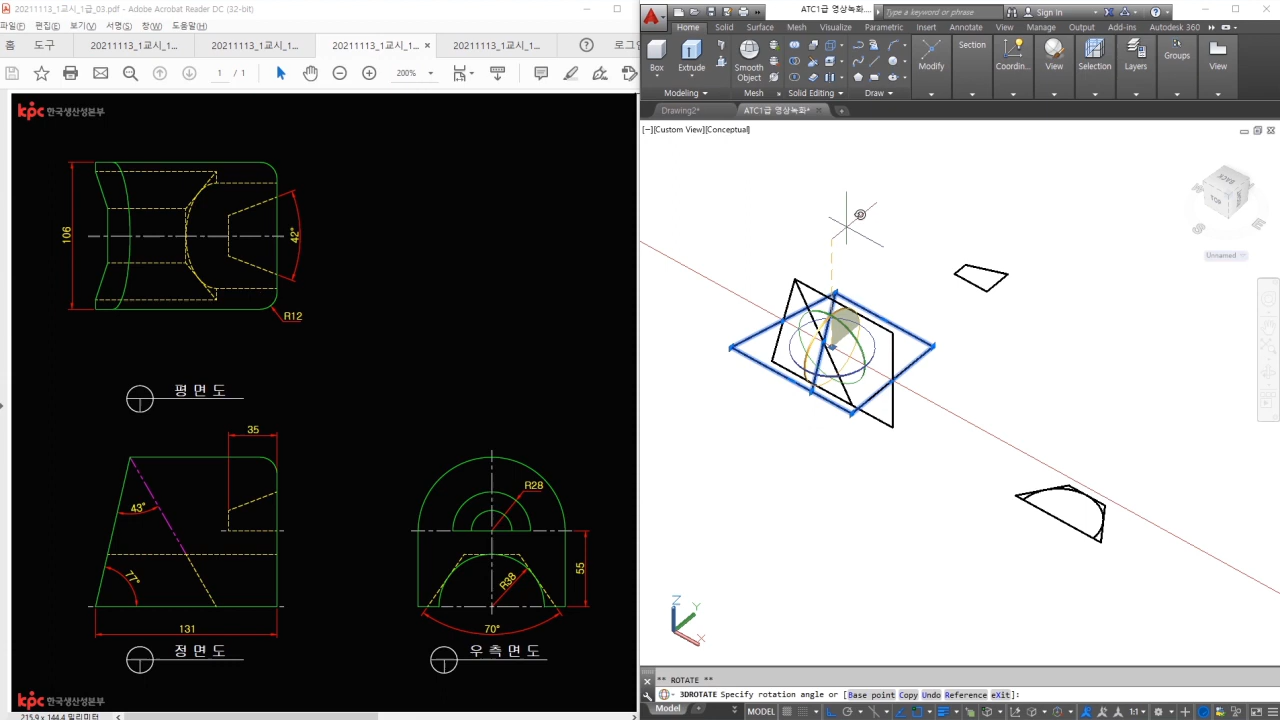 20211113_1교시_1급_03.pdf - Adobe Acrobat Reader DC (32-bit)
파일(F) 편집(E) 보기(V) 서명(S) 창(W) 도움말(H)
홈 도구 20211113_1교시_1... 20211113_1교시_1... 20211113_1교시_1... × 20211113_1교시_1... 로그인
1 / 1 200%
kpc 한국생산성본부
106
42°
R12
평면도
35
43°
77°
131
정면도
R28
R38
55
70°
우측면도
kpc 한국생산성본부
215.9 x 144.4 밀리미터
ATC1급 영상녹화... Type a keyword or phrase Sign In
Home Solid Surface Mesh Visualize Parametric Insert Annotate View Manage Output Add-ins Autodesk 360
Box Extrude Smooth Object Modify Section Coordin... View Selection Layers Groups View
Modeling Mesh Solid Editing Draw
Drawing2* ATC1급 영상녹화*
[−][Custom View][Conceptual]
BACK
TOP
S E
Unnamed
Z
Y
X
** ROTATE **
3DROTATE Specify rotation angle or [Base point Copy Undo Reference eXit]:
Model + MODEL 1:1